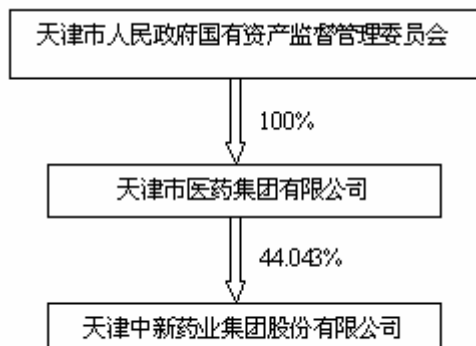 天津市人民政府国有资产监督管理委员会
100%
天津市医药集团有限公司
44.043%
天津中新药业集团股份有限公司